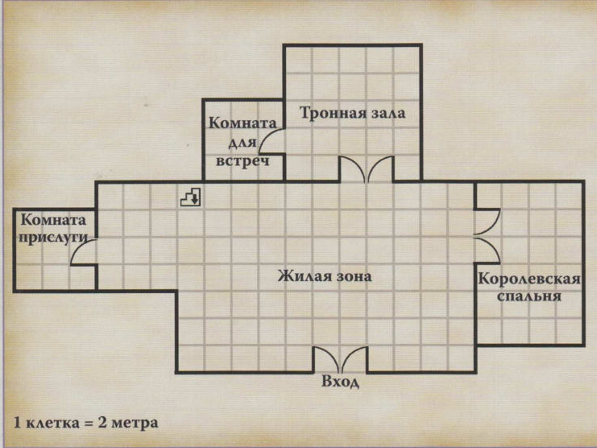 Тронная зала
Комната
для
встреч
Комната
прислуги
Жилая зона
Королевская
спальня
Вход
1 клетка = 2 метра